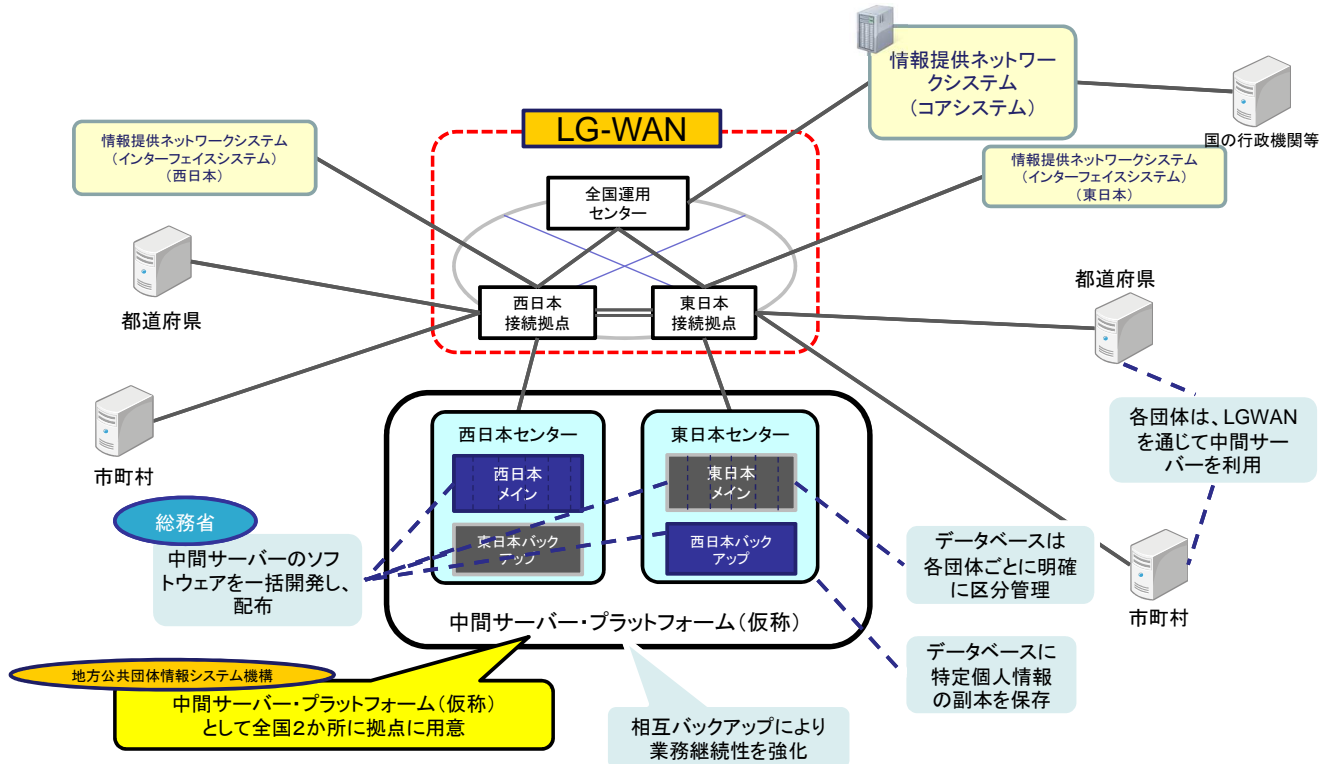 情報提供ネットワー
クシステム
（コアシステム）
国の行政機関等
LG-WAN
情報提供ネットワークシステム
（インターフェイスシステム）
（西日本）
情報提供ネットワークシステム
（インターフェイスシステム）
（東日本）
全国運用
センター
西日本
接続拠点
東日本
接続拠点
都道府県
都道府県
市町村
各団体は、LGWAN
を通じて中間サー
バーを利用
西日本センター
東日本センター
西日本
メイン
東日本
メイン
東日本バック
アップ
西日本バック
アップ
総務省
中間サーバーのソフ
トウェアを一括開発し、
配布
データベースは
各団体ごとに明確
に区分管理
市町村
中間サーバー・プラットフォーム（仮称）
データベースに
特定個人情報
の副本を保存
地方公共団体情報システム機構
中間サーバー・プラットフォーム（仮称）
として全国２か所に拠点に用意
相互バックアップにより
業務継続性を強化